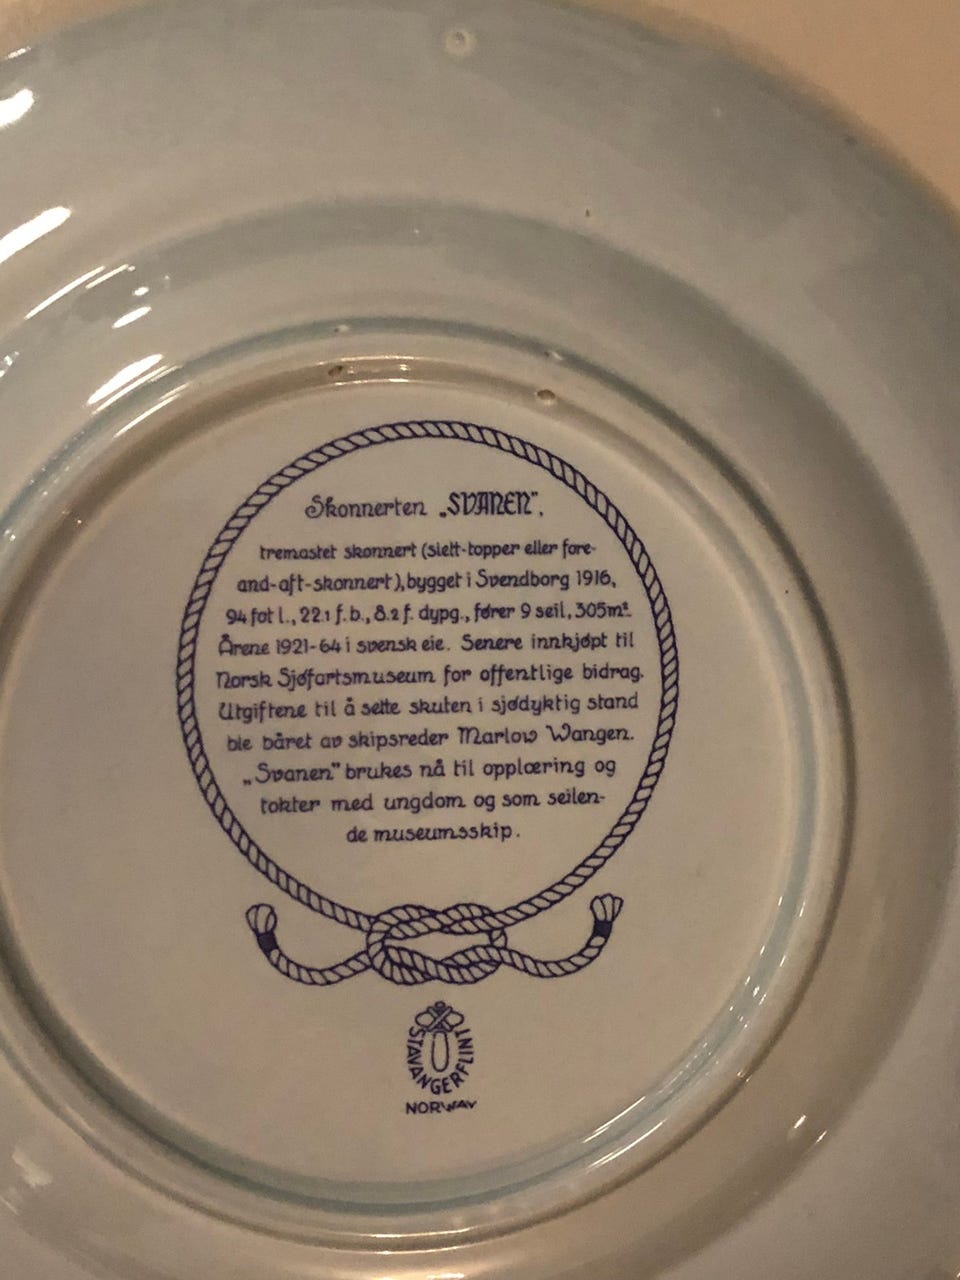 Skonnerten „SVANEN",
tremastet skonnert (slett-topper eller fore-
and-aft-skonnert), bygget i Svendborg 1916,
94 fot l., 22.1 f. b., 8.2 f. dypg., fører 9 seil, 305m².
Årene 1921-64 i svensk eie. Senere innkjøpt til
Norsk Sjøfartsmuseum for offentlige bidrag.
Utgiftene til å sette skuten i sjødyktig stand
ble båret av skipsreder Marlow Wangen.
„Svanen" brukes nå til opplæring og
tokter med ungdom og som seilen-
de museumsskip.
STAVANGERFLINT
NORWAY